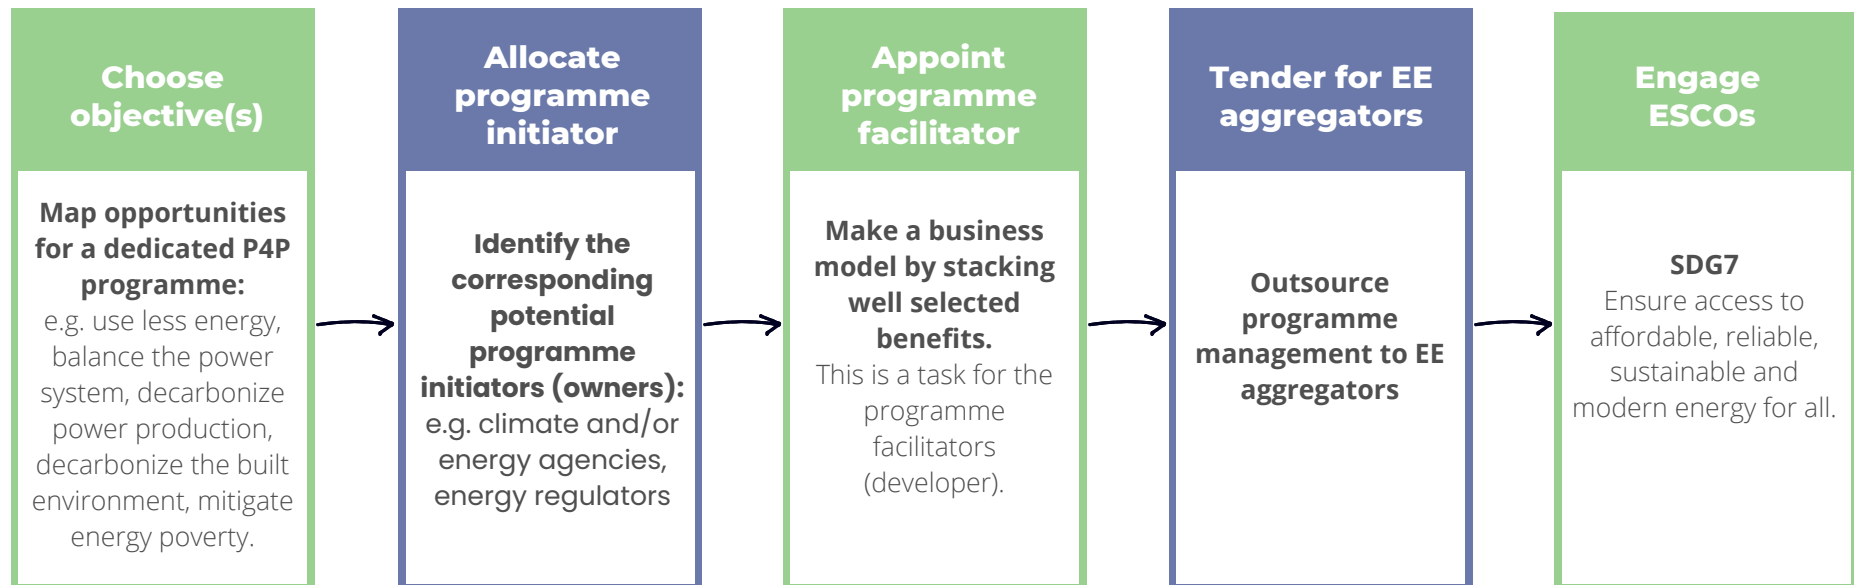 Choose
objective(s)
Map opportunities
for a dedicated P4P
programme:
e.g. use less energy,
balance the power
system, decarbonize
power production,
decarbonize the built
environment, mitigate
energy poverty.
Allocate
programme
initiator
Identify the
corresponding
potential
programme
initiators (owners):
e.g. climate and/or
energy agencies,
energy regulators
Appoint
programme
facilitator
Make a business
model by stacking
well selected
benefits.
This is a task for the
programme
facilitators
(developer).
Tender for EE
aggregators
Outsource
programme
management to EE
aggregators
Engage
ESCOs
SDG7
Ensure access to
affordable, reliable,
sustainable and
modern energy for all.